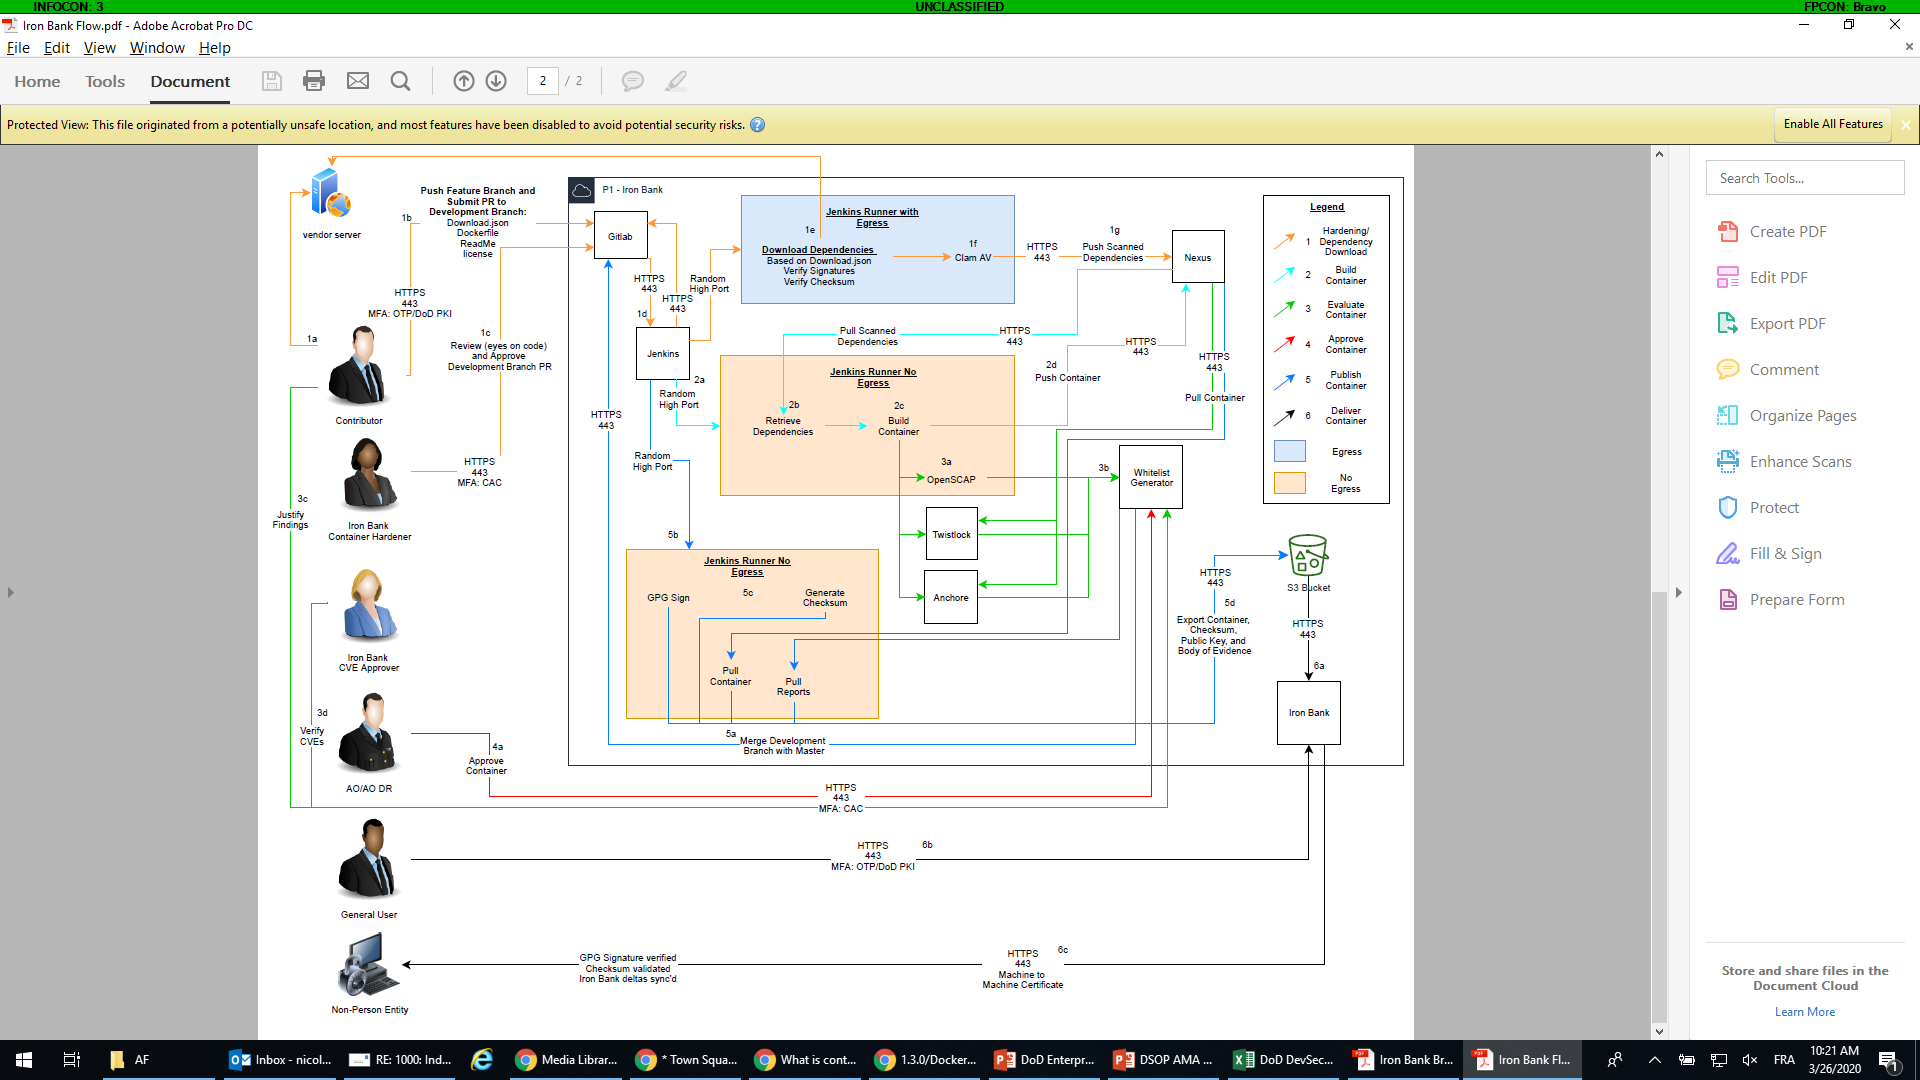 INFOCON: 3
UNCLASSIFIED
FPCON: Bravo
Iron Bank Flow.pdf - Adobe Acrobat Pro DC
File Edit View Window Help
Home Tools Document
2 / 2
Protected View: This file originated from a potentially unsafe location, and most features have been disabled to avoid potential security risks.
Enable All Features
vendor server
1a
1b
Push Feature Branch and
Submit PR to
Development Branch:
Download.json
Dockerfile
ReadMe
license
HTTPS
443
MFA: OTP/DoD PKI
1c
Review (eyes on code)
and Approve
Development Branch PR
Contributor
HTTPS
443
MFA: CAC
Iron Bank
Container Hardener
3c
Justify
Findings
Iron Bank
CVE Approver
3d
Verify
CVEs
AO/AO DR
4a
Approve
Container
General User
Non-Person Entity
P1 - Iron Bank
Gitlab
HTTPS
443
HTTPS
443
1d
Jenkins
Random
High Port
Jenkins Runner with
Egress
1e
Download Dependencies
Based on Download.json
Verify Signatures
Verify Checksum
1f
Clam AV
HTTPS
443
1g
Push Scanned
Dependencies
Nexus
Pull Scanned
Dependencies
HTTPS
443
2a
Random
High Port
HTTPS
443
Random
High Port
Jenkins Runner No
Egress
2b
Retrieve
Dependencies
2c
Build
Container
2d
Push Container
HTTPS
443
HTTPS
443
Pull Container
3a
OpenSCAP
3b
Whitelist
Generator
Twistlock
Anchore
5b
Jenkins Runner No
Egress
GPG Sign
5c
Generate
Checksum
Pull
Container
Pull
Reports
5a
Merge Development
Branch with Master
HTTPS
443
5d
Export Container,
Checksum,
Public Key, and
Body of Evidence
S3 Bucket
HTTPS
443
6a
Iron Bank
HTTPS
443
MFA: CAC
HTTPS
443
MFA: OTP/DoD PKI
6b
GPG Signature verified
Checksum validated
Iron Bank deltas sync'd
HTTPS
443
Machine to
Machine Certificate
6c
Legend
1 Hardening/
Dependency
Download
2 Build
Container
3 Evaluate
Container
4 Approve
Container
5 Publish
Container
6 Deliver
Container
Egress
No
Egress
Search Tools...
Create PDF
Edit PDF
Export PDF
Comment
Organize Pages
Enhance Scans
Protect
Fill & Sign
Prepare Form
Store and share files in the
Document Cloud
Learn More
AF
Inbox - nicol...
RE: 1000: Ind...
Media Librar...
* Town Squa...
What is cont...
1.3.0/Docker...
DoD Enterpr...
DSOP AMA ...
DoD DevSec...
Iron Bank Br...
Iron Bank Fl...
FRA
10:21 AM
3/26/2020
1